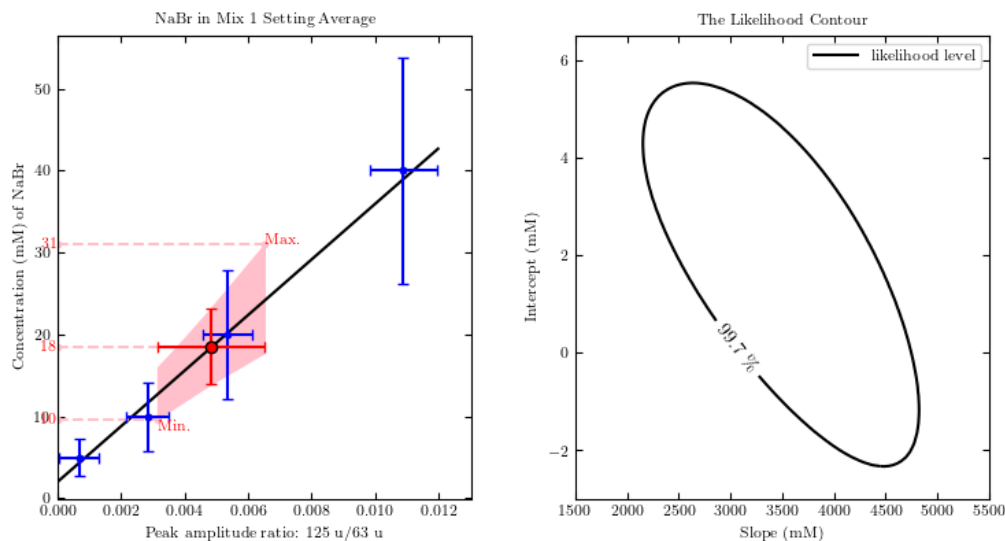 NaBr in Mix 1 Setting Average
Concentration (mM) of NaBr
50
40
30
20
10
0
31
18
10
Max.
Min.
0.000 0.002 0.004 0.006 0.008 0.010 0.012
Peak amplitude ratio: 125 u/63 u
The Likelihood Contour
likelihood level
Intercept (mM)
6
4
2
0
−2
99.7 %
1500 2000 2500 3000 3500 4000 4500 5000 5500
Slope (mM)